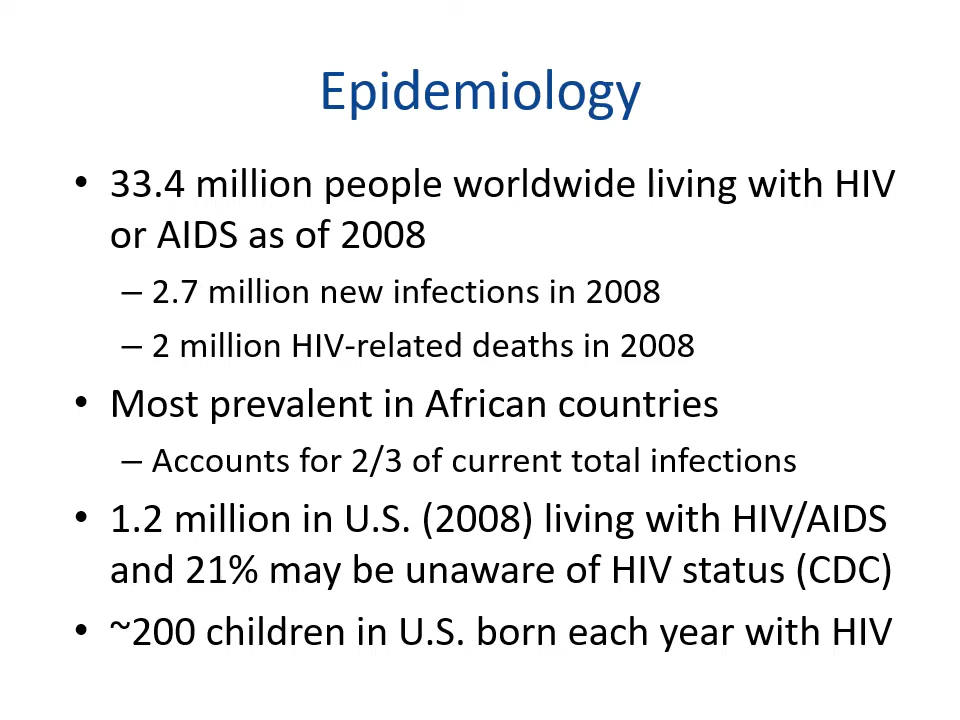 Epidemiology
• 33.4 million people worldwide living with HIV
or AIDS as of 2008
– 2.7 million new infections in 2008
– 2 million HIV-related deaths in 2008
• Most prevalent in African countries
– Accounts for 2/3 of current total infections
• 1.2 million in U.S. (2008) living with HIV/AIDS
and 21% may be unaware of HIV status (CDC)
• ~200 children in U.S. born each year with HIV